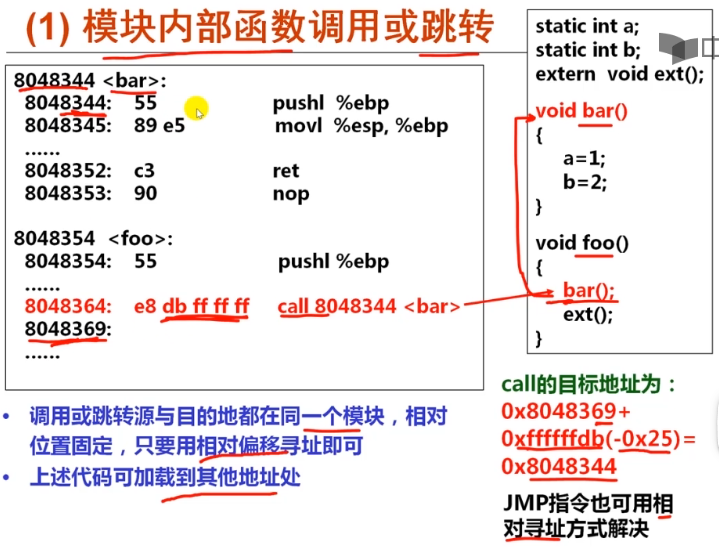 (1) 模块内部函数调用或跳转
8048344 <bar>:
8048344: 55 pushl %ebp
8048345: 89 e5 movl %esp, %ebp
......
8048352: c3 ret
8048353: 90 nop
8048354 <foo>:
8048354: 55 pushl %ebp
......
8048364: e8 db ff ff ff call 8048344 <bar>
8048369:
......
static int a;
static int b;
extern void ext();
void bar()
{
a=1;
b=2;
}
void foo()
{
bar();
ext();
}
• 调用或跳转源与目的地都在同一个模块，相对
位置固定，只要用相对偏移寻址即可
• 上述代码可加载到其他地址处
call的目标地址为：
0x8048369+
0xffffffdb(-0x25)=
0x8048344
JMP指令也可用相
对寻址方式解决